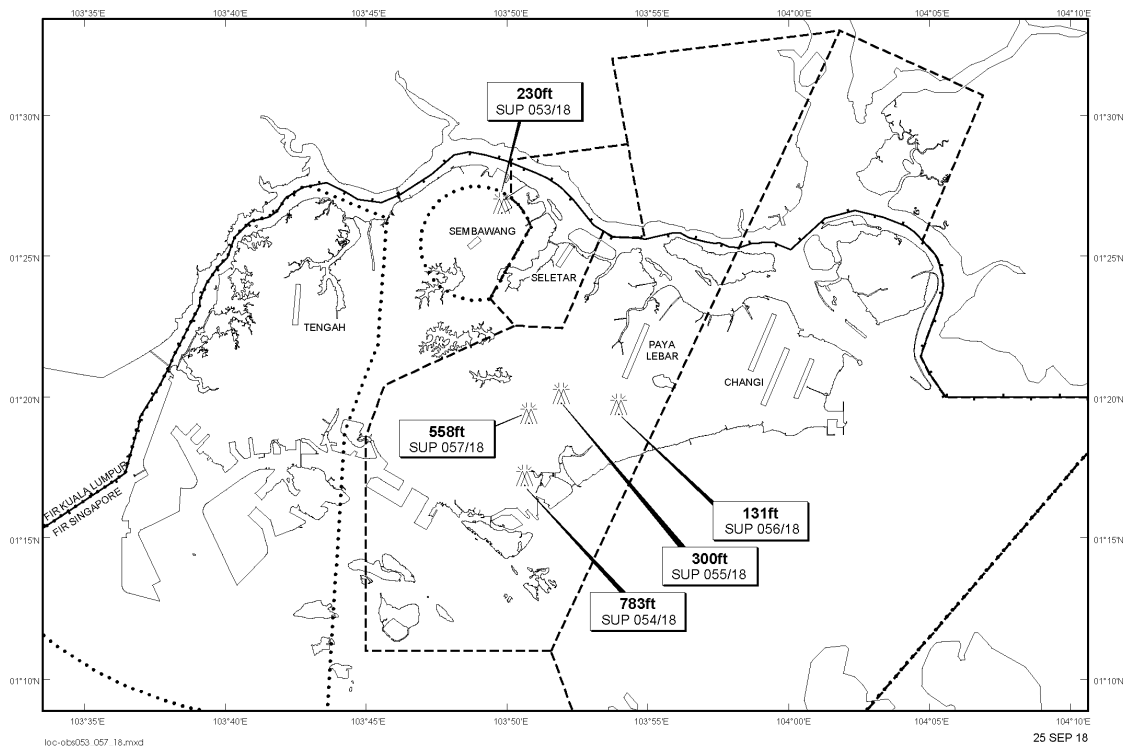 103°35'E 103°40'E 103°45'E 103°50'E 103°55'E 104°00'E 104°05'E 104°10'E
230ft
SUP 053/18
01°30'N 01°30'N
SEMBAWANG
01°25'N 01°25'N
SELETAR
TENGAH
PAYA
LEBAR
CHANGI
01°20'N 01°20'N
558ft
SUP 057/18
FIR KUALA LUMPUR
FIR SINGAPORE
131ft
SUP 056/18
01°15'N 01°15'N
300ft
SUP 055/18
783ft
SUP 054/18
01°10'N 01°10'N
103°35'E 103°40'E 103°45'E 103°50'E 103°55'E 104°00'E 104°05'E 104°10'E
loc-obs053_057_18.mxd
25 SEP 18